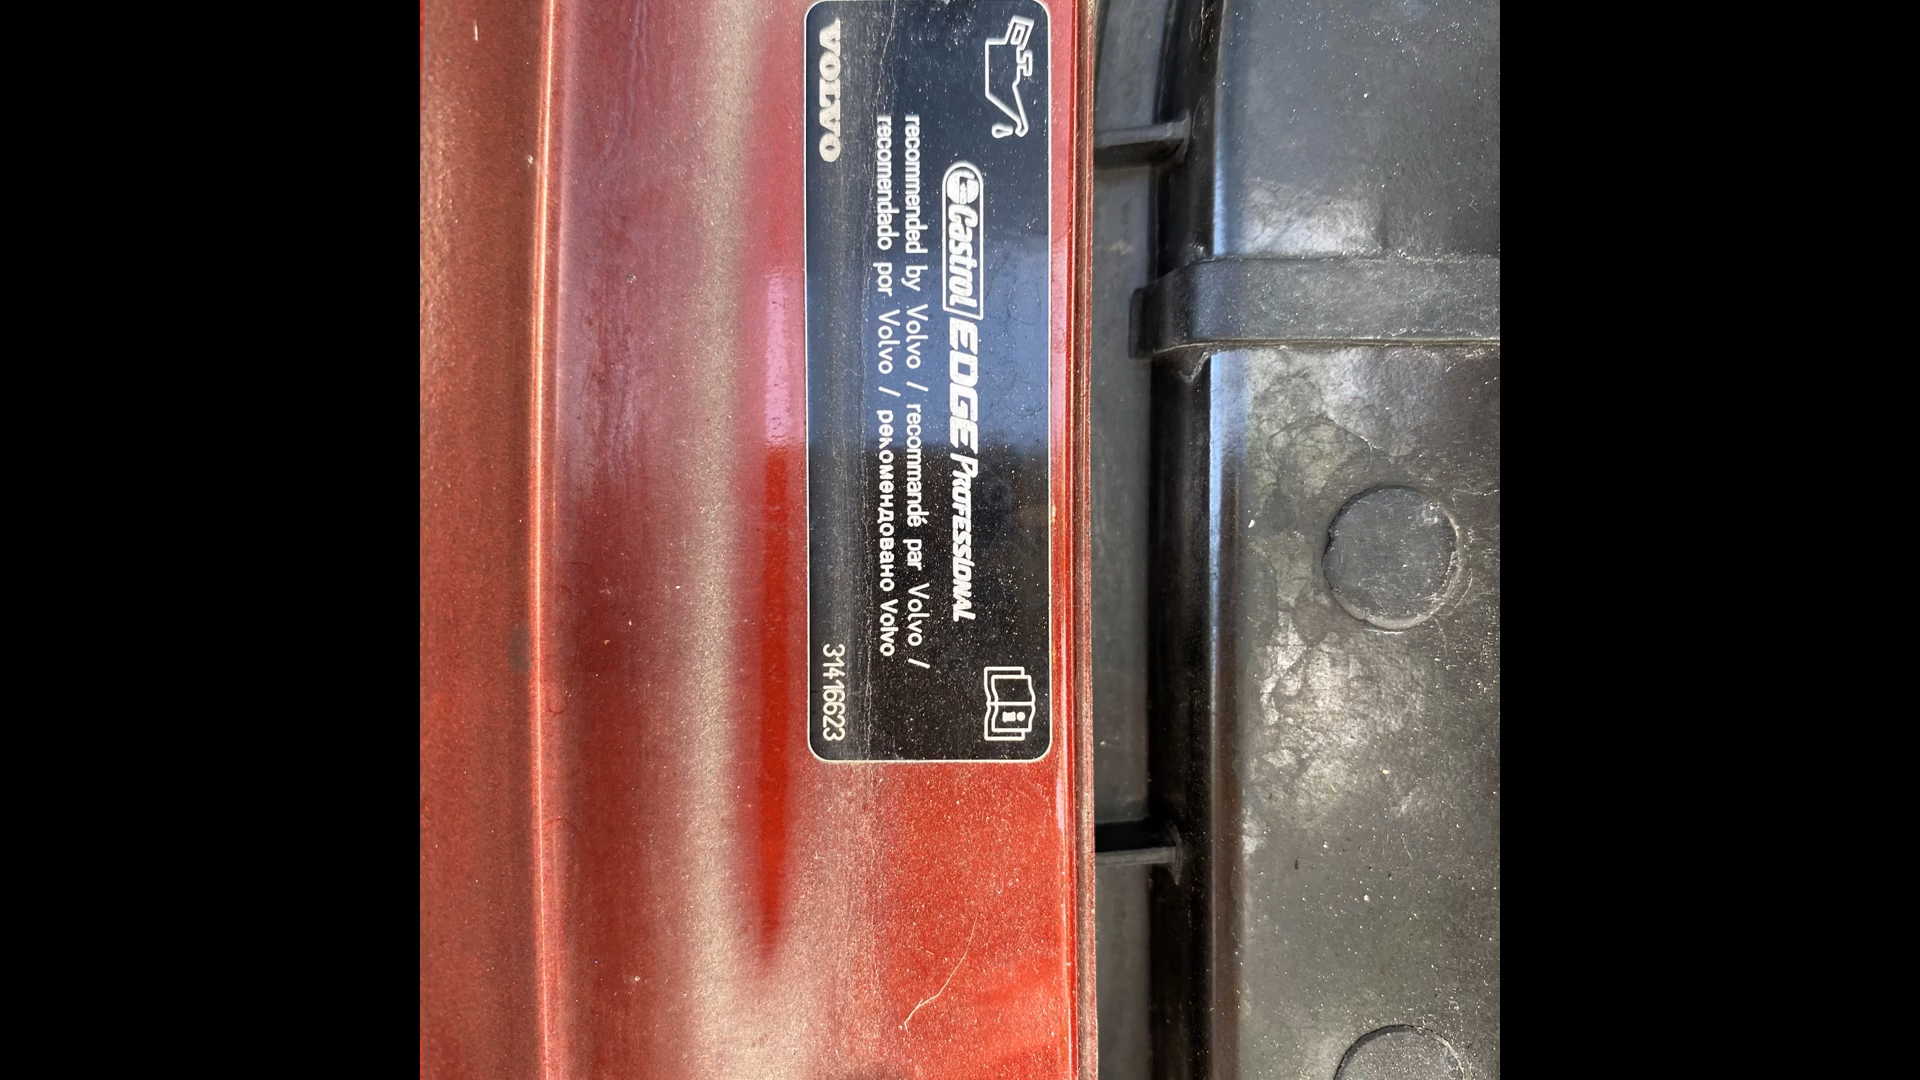 Castrol EDGE PROFESSIONAL
recommended by Volvo / recommandé par Volvo /
recomendado por Volvo / рекомендовано Volvo
VOLVO 31416623